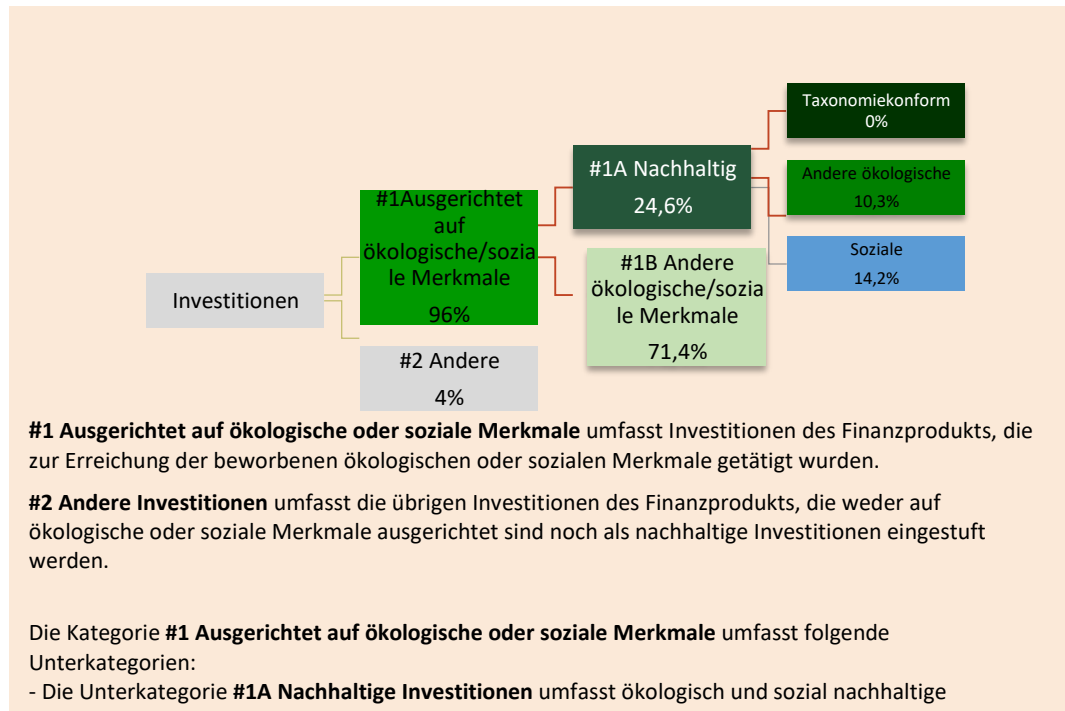 Taxonomiekonform
0%
#1A Nachhaltig
24,6%
Andere ökologische
10,3%
#1Ausgerichtet
auf
ökologische/sozia
le Merkmale
96%
Soziale
14,2%
#1B Andere
ökologische/sozia
le Merkmale
71,4%
Investitionen
#2 Andere
4%
#1 Ausgerichtet auf ökologische oder soziale Merkmale umfasst Investitionen des Finanzprodukts, die
zur Erreichung der beworbenen ökologischen oder sozialen Merkmale getätigt wurden.
#2 Andere Investitionen umfasst die übrigen Investitionen des Finanzprodukts, die weder auf
ökologische oder soziale Merkmale ausgerichtet sind noch als nachhaltige Investitionen eingestuft
werden.
Die Kategorie #1 Ausgerichtet auf ökologische oder soziale Merkmale umfasst folgende
Unterkategorien:
- Die Unterkategorie #1A Nachhaltige Investitionen umfasst ökologisch und sozial nachhaltige